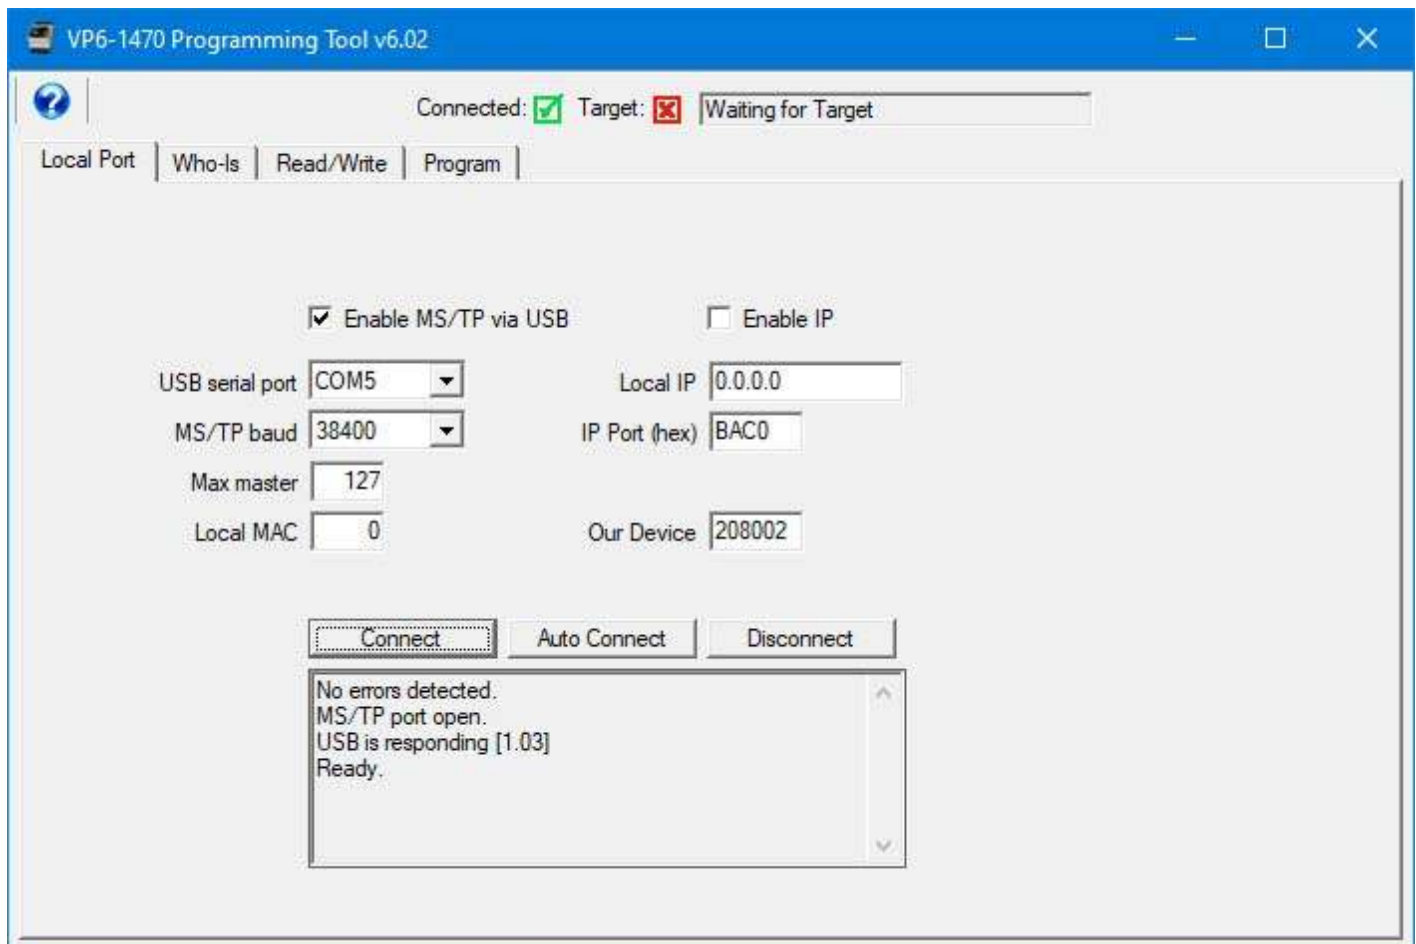 VP6-1470 Programming Tool v6.02
Connected: Target: Waiting for Target
Local Port Who-Is Read/Write Program
Enable MS/TP via USB Enable IP
USB serial port COM5 Local IP 0.0.0.0
MS/TP baud 38400 IP Port (hex) BAC0
Max master 127
Local MAC 0 Our Device 208002
Connect Auto Connect Disconnect
No errors detected.
MS/TP port open.
USB is responding [1.03]
Ready.